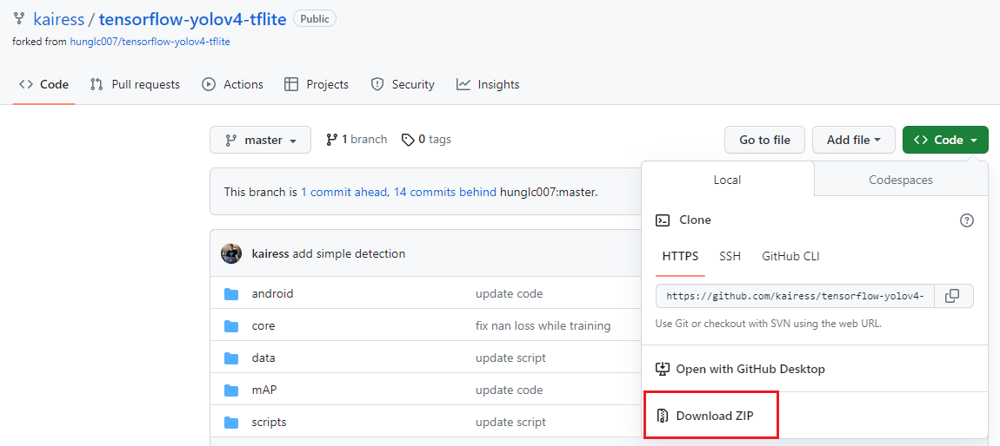 kairess / tensorflow-yolov4-tflite Public
forked from hunglc007/tensorflow-yolov4-tflite
Code Pull requests Actions Projects Security Insights
master 1 branch 0 tags Go to file Add file Code
Local Codespaces
This branch is 1 commit ahead, 14 commits behind hunglc007:master.
Clone
kairess add simple detection
HTTPS SSH GitHub CLI
android update code
https://github.com/kairess/tensorflow-yolov4-
core fix nan loss while training
Use Git or checkout with SVN using the web URL.
data update script
Open with GitHub Desktop
mAP update code
Download ZIP
scripts update script